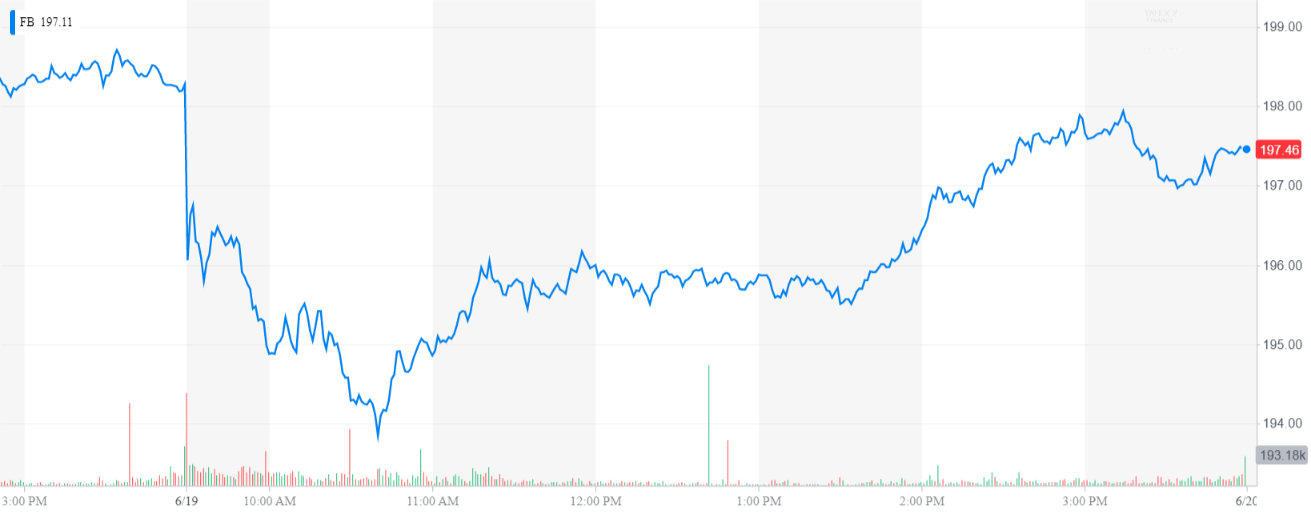 FB 197.11
199.00
198.00
197.46
197.00
196.00
195.00
194.00
193.18k
3:00 PM
6/19
10:00 AM
11:00 AM
12:00 PM
1:00 PM
2:00 PM
3:00 PM